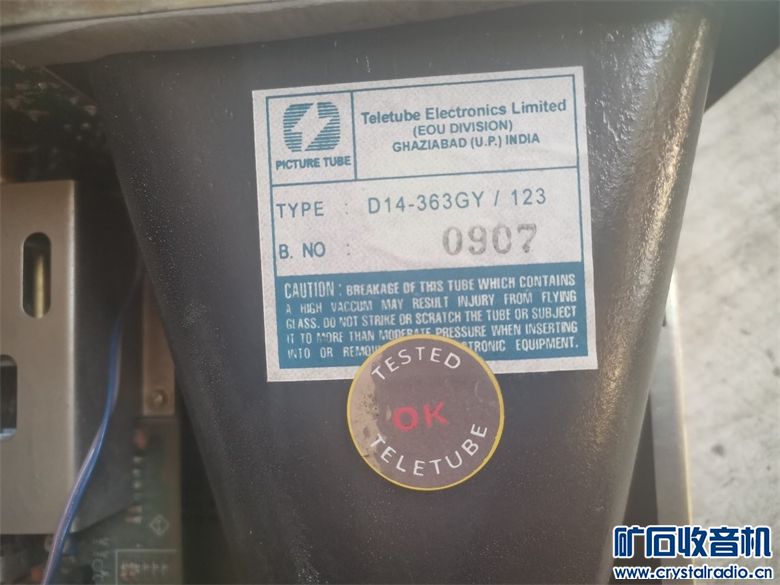 Teletube Electronics Limited
(EOU DIVISION)
GHAZIABAD (U.P.) INDIA
PICTURE TUBE
TYPE : D14-363GY / 123
B. NO : 0907
CAUTION : BREAKAGE OF THIS TUBE WHICH CONTAINS
A HIGH VACCUM MAY RESULT INJURY FROM FLYING
GLASS. DO NOT STRIKE OR SCRATCH THE TUBE OR SUBJECT
IT TO MORE THAN MODERATE PRESSURE WHEN INSERTING
INTO OR EQUIPMENT.
TESTED
OK
TELETUBE
矿石收音机
www.crystalradio.cn